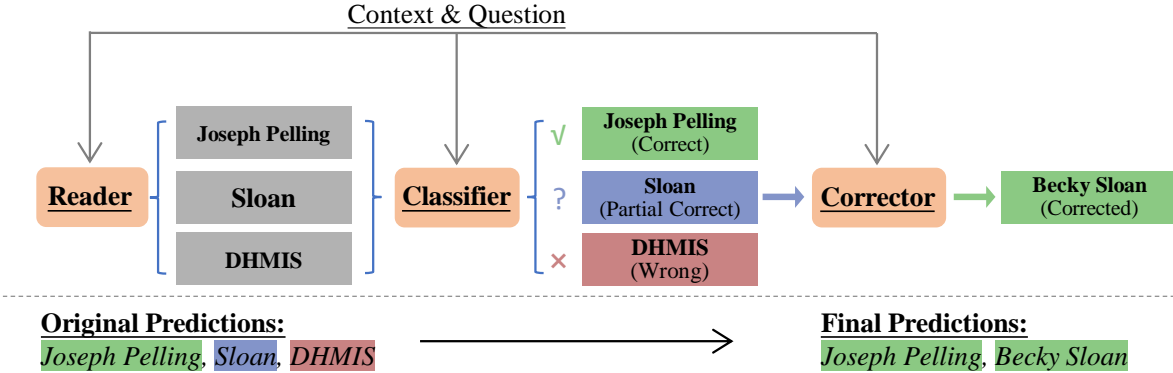 Context & Question
Reader
Joseph Pelling
Sloan
DHMIS
Classifier
√
Joseph Pelling
(Correct)
?
Sloan
(Partial Correct)
×
DHMIS
(Wrong)
Corrector
Becky Sloan
(Corrected)
Original Predictions:
Joseph Pelling, Sloan, DHMIS
Final Predictions:
Joseph Pelling, Becky Sloan